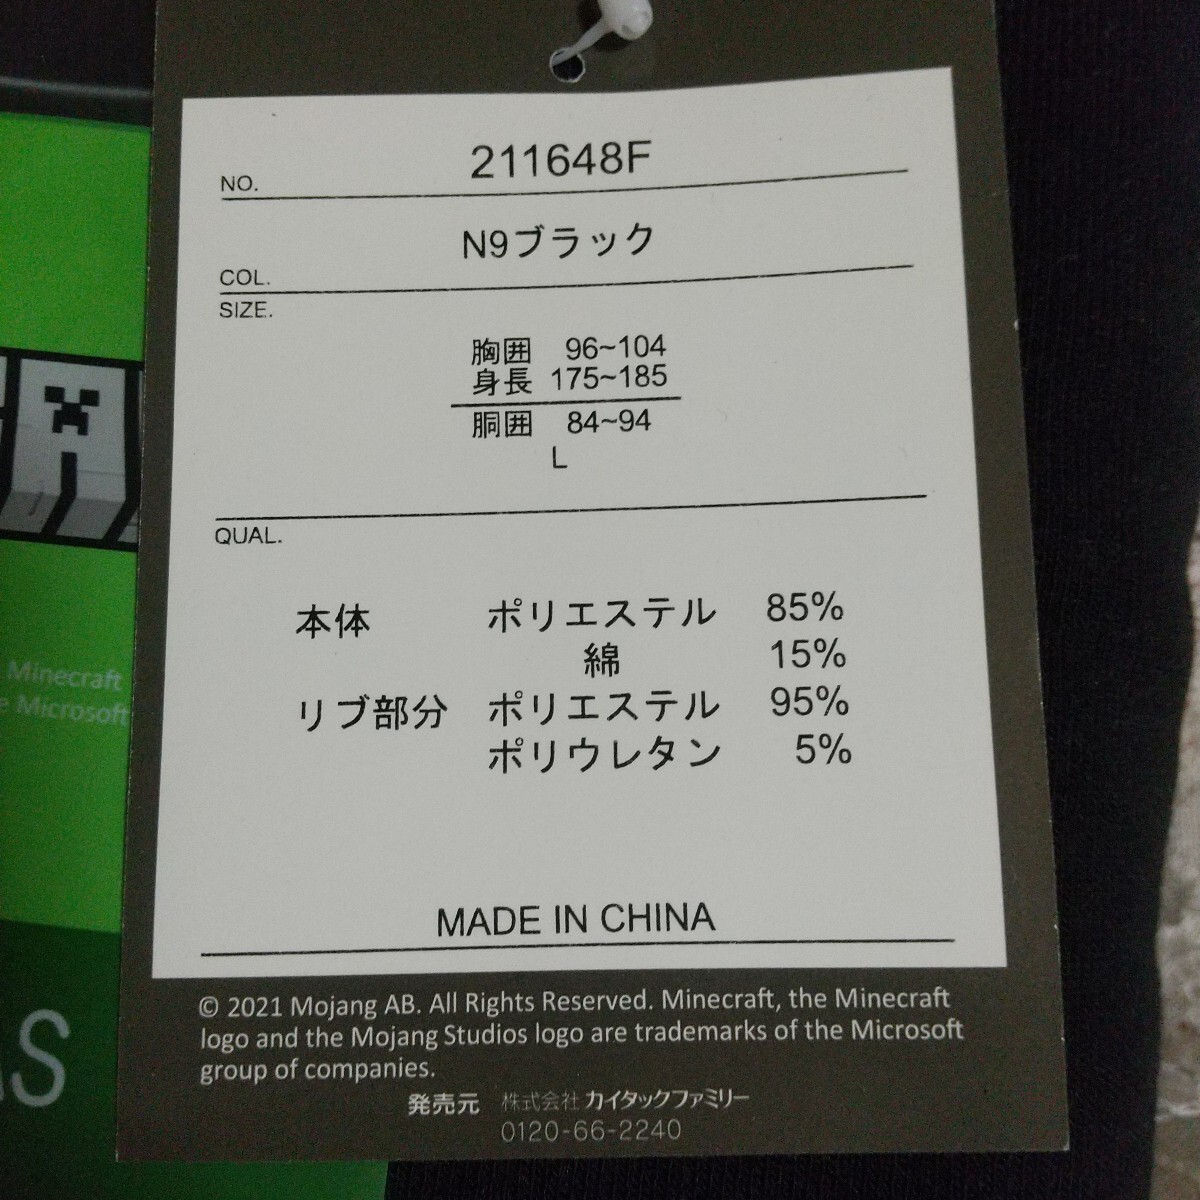 NO. 211648F
COL. N9ブラック
SIZE.
胸囲 96~104
身長 175~185
胴囲 84~94
L
QUAL.
本体 ポリエステル 85%
綿 15%
リブ部分 ポリエステル 95%
ポリウレタン 5%
MADE IN CHINA
© 2021 Mojang AB. All Rights Reserved. Minecraft, the Minecraft
logo and the Mojang Studios logo are trademarks of the Microsoft
group of companies.
発売元 株式会社 カイタックファミリー
0120-66-2240
Minecraft
Microsoft